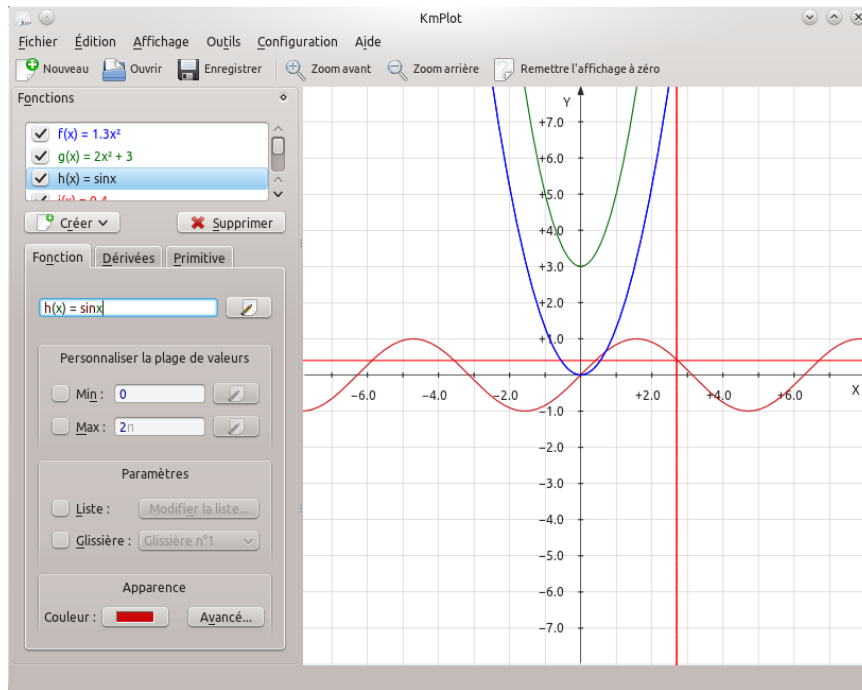 KmPlot
Fichier Édition Affichage Outils Configuration Aide
Nouveau Ouvrir Enregistrer Zoom avant Zoom arrière Remettre l'affichage à zéro
Fonctions
f(x) = 1.3x²
g(x) = 2x² + 3
h(x) = sinx
i(x) = 0.4
Créer Supprimer
Fonction Dérivées Primitive
h(x) = sinx
Personnaliser la plage de valeurs
Min : 0
Max : 2π
Paramètres
Liste : Modifier la liste...
Glissière : Glissière n°1
Apparence
Couleur : Avancé...
Y
+7.0
+6.0
+5.0
+4.0
+3.0
+2.0
+1.0
X
−6.0 −4.0 −2.0 +2.0 +4.0 +6.0
−1.0
−2.0
−3.0
−4.0
−5.0
−6.0
−7.0